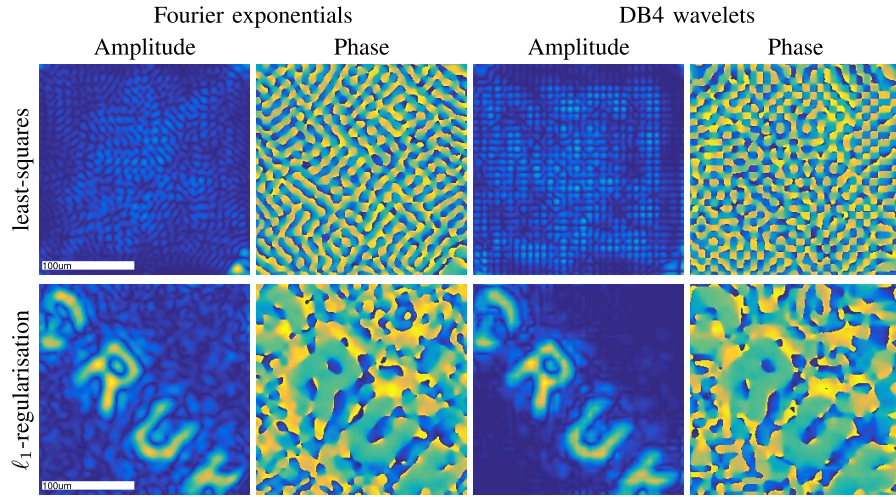 Fourier exponentials DB4 wavelets
Amplitude Phase Amplitude Phase
least-squares
100um
ℓ₁-regularisation
100um